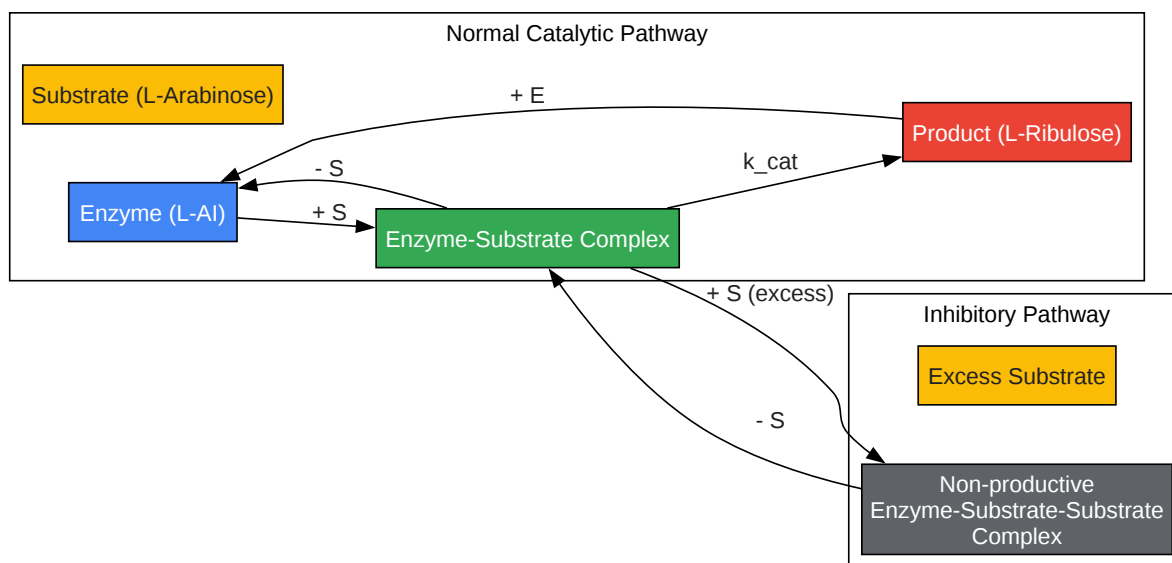 Normal Catalytic Pathway
Substrate (L-Arabinose)
+ E
Product (L-Ribulose)
- S
k_cat
Enzyme (L-AI)
+ S
Enzyme-Substrate Complex
+ S (excess)
Inhibitory Pathway
Excess Substrate
- S
Non-productive
Enzyme-Substrate-Substrate
Complex